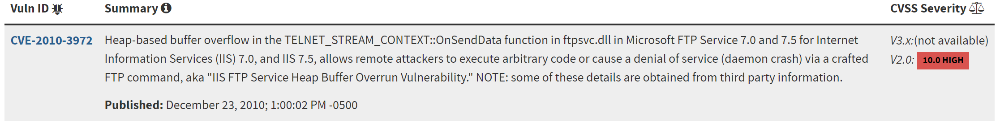 Vuln ID Summary CVSS Severity
CVE-2010-3972 Heap-based buffer overflow in the TELNET_STREAM_CONTEXT::OnSendData function in ftpsvc.dll in Microsoft FTP Service 7.0 and 7.5 for Internet V3.x:(not available)
Information Services (IIS) 7.0, and IIS 7.5, allows remote attackers to execute arbitrary code or cause a denial of service (daemon crash) via a crafted V2.0: 10.0 HIGH
FTP command, aka "IIS FTP Service Heap Buffer Overrun Vulnerability." NOTE: some of these details are obtained from third party information.
Published: December 23, 2010; 1:00:02 PM -0500